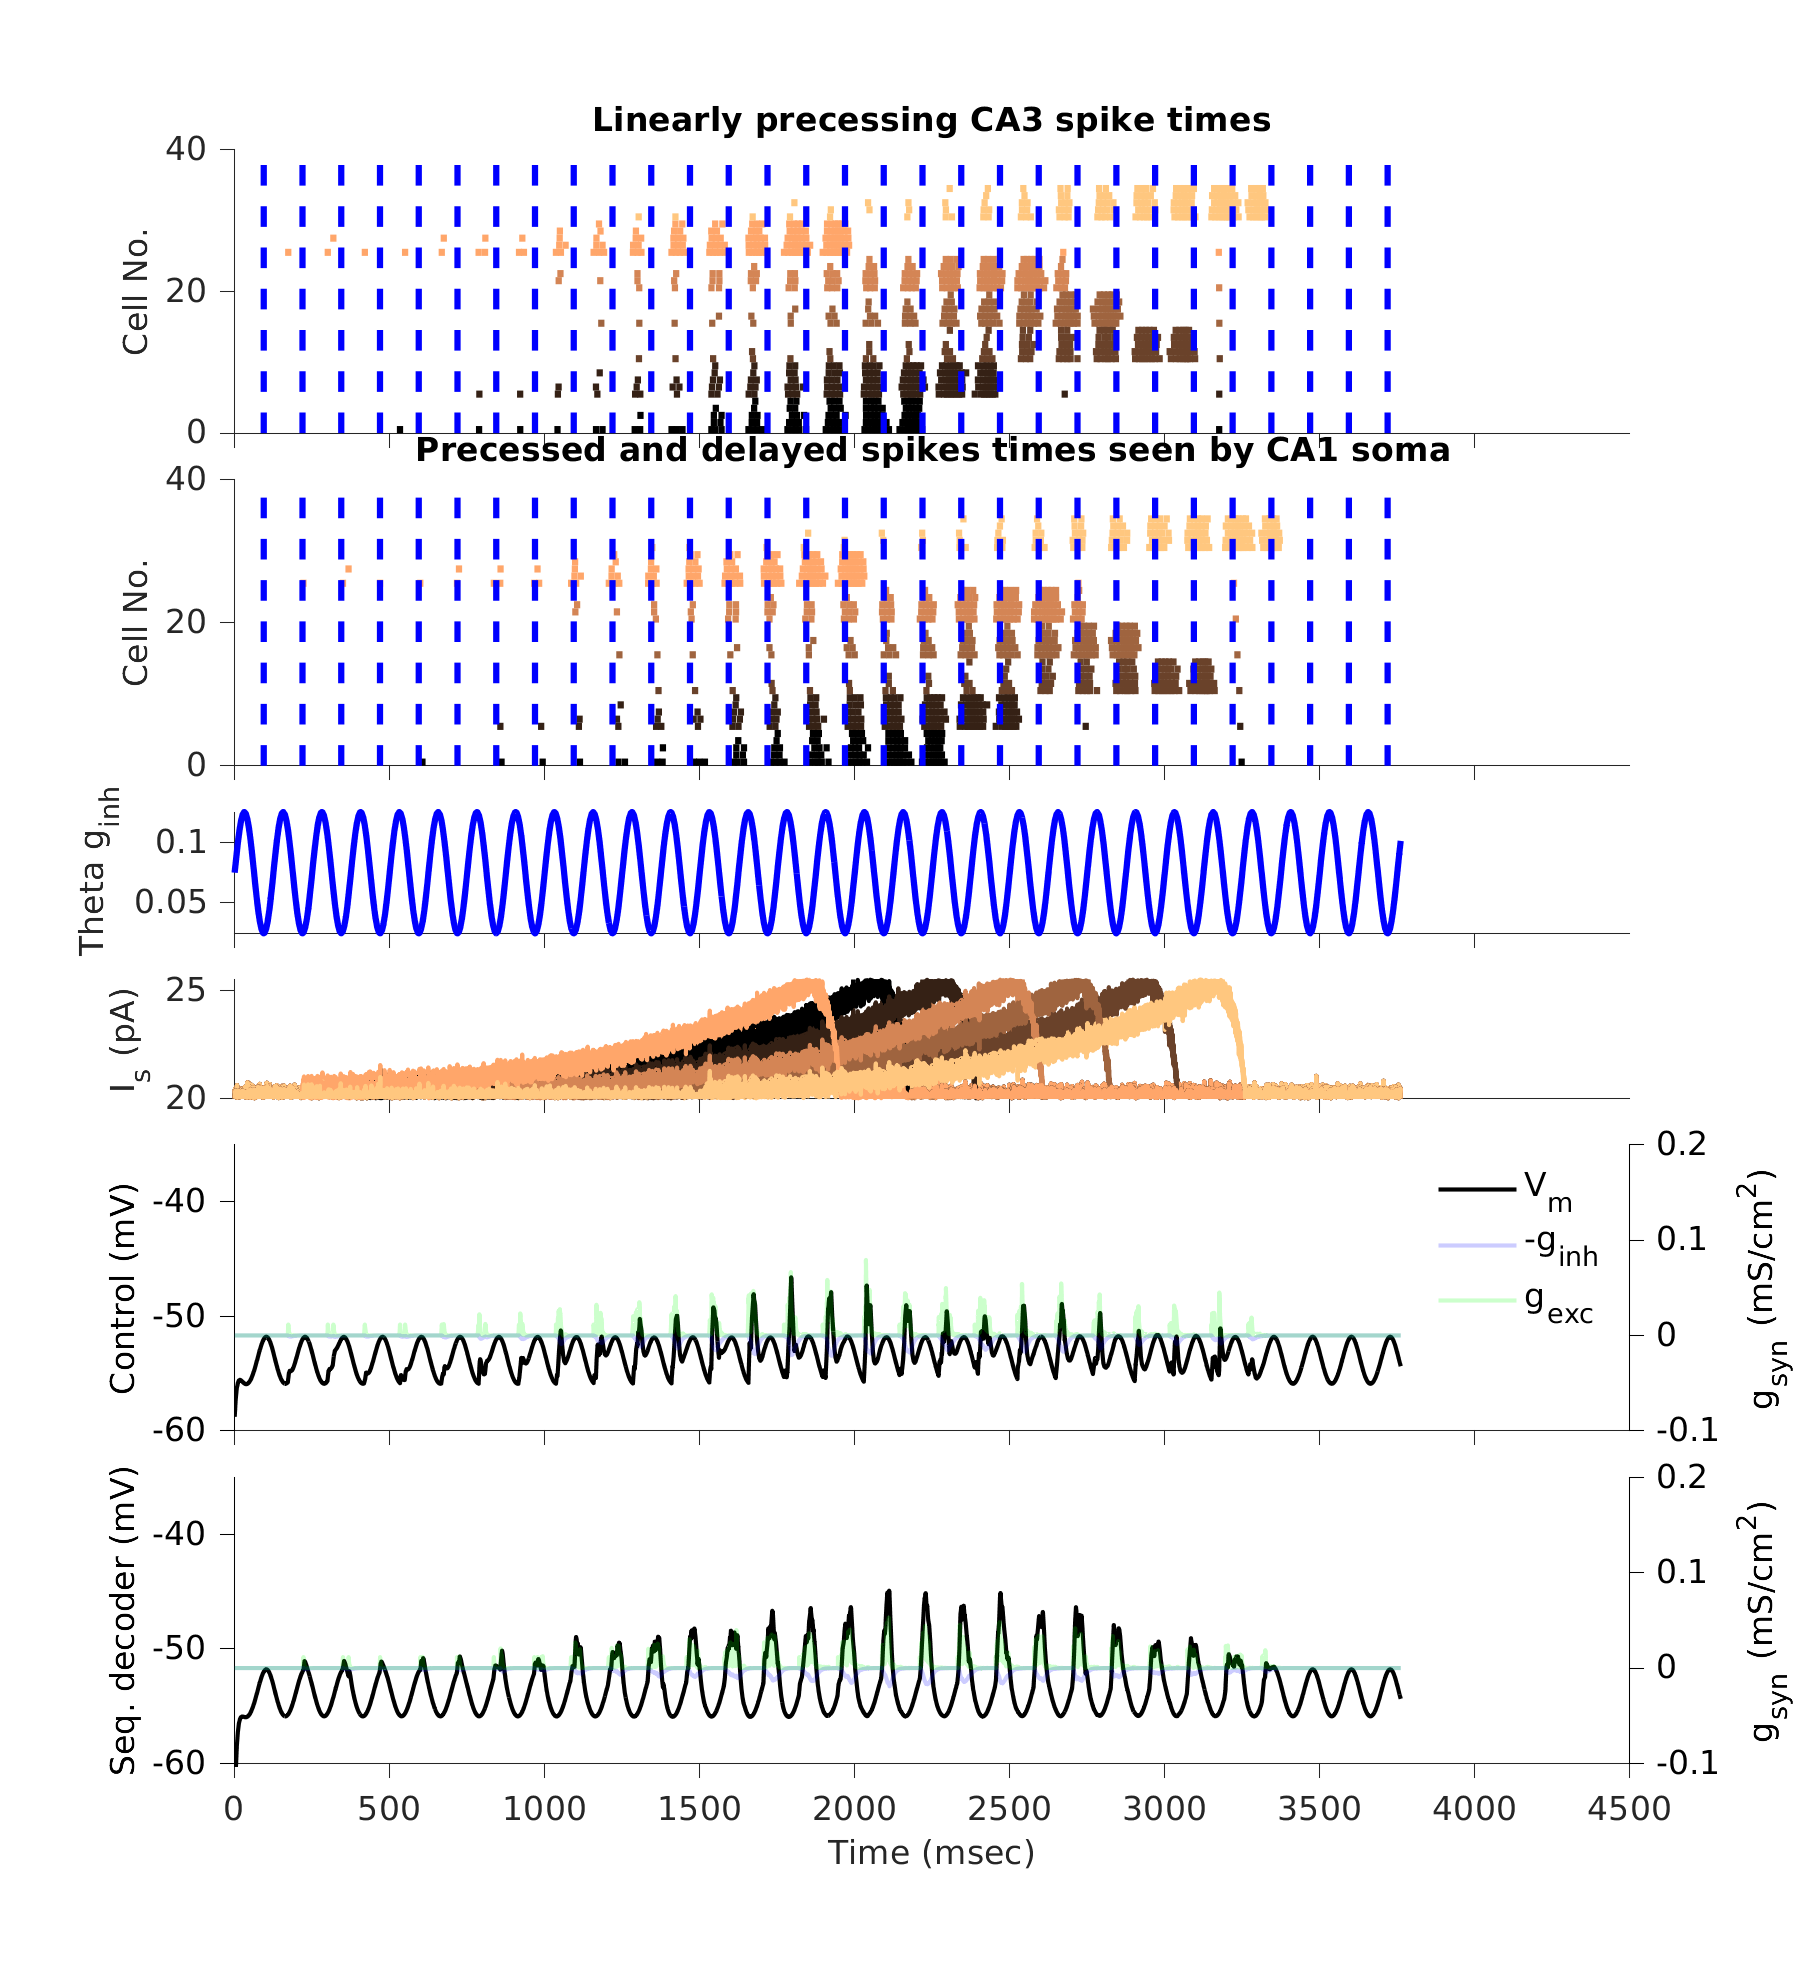 Linearly precessing CA3 spike times
40
20
0
Cell No.
Precessed and delayed spikes times seen by CA1 soma
40
20
0
Cell No.
0.1
0.05
Theta g_inh
25
20
I_s (pA)
-40
-50
-60
Control (mV)
V_m
-g_inh
g_exc
0.2
0.1
0
-0.1
g_syn (mS/cm^2)
-40
-50
-60
Seq. decoder (mV)
0.2
0.1
0
-0.1
g_syn (mS/cm^2)
0 500 1000 1500 2000 2500 3000 3500 4000 4500
Time (msec)